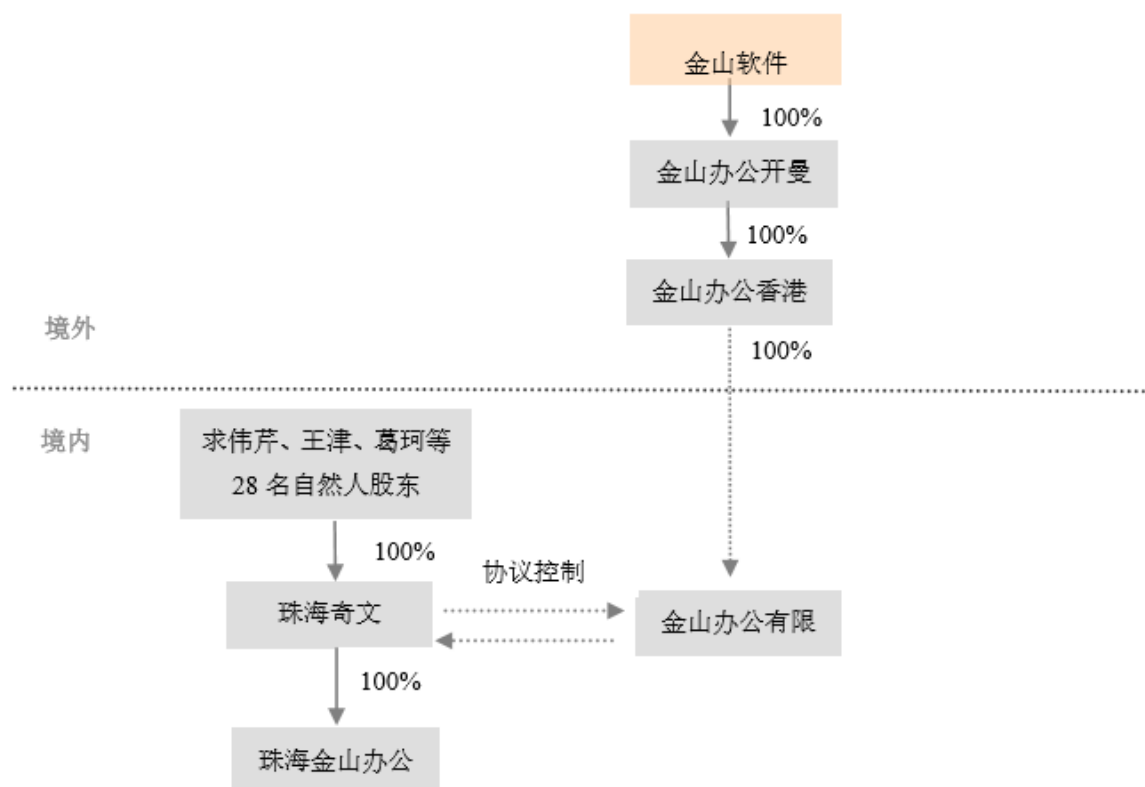 金山软件
100%
金山办公开曼
100%
金山办公香港
境外
100%
境内
求伟芹、王津、葛珂等
28 名自然人股东
100%
协议控制
珠海奇文
金山办公有限
100%
珠海金山办公